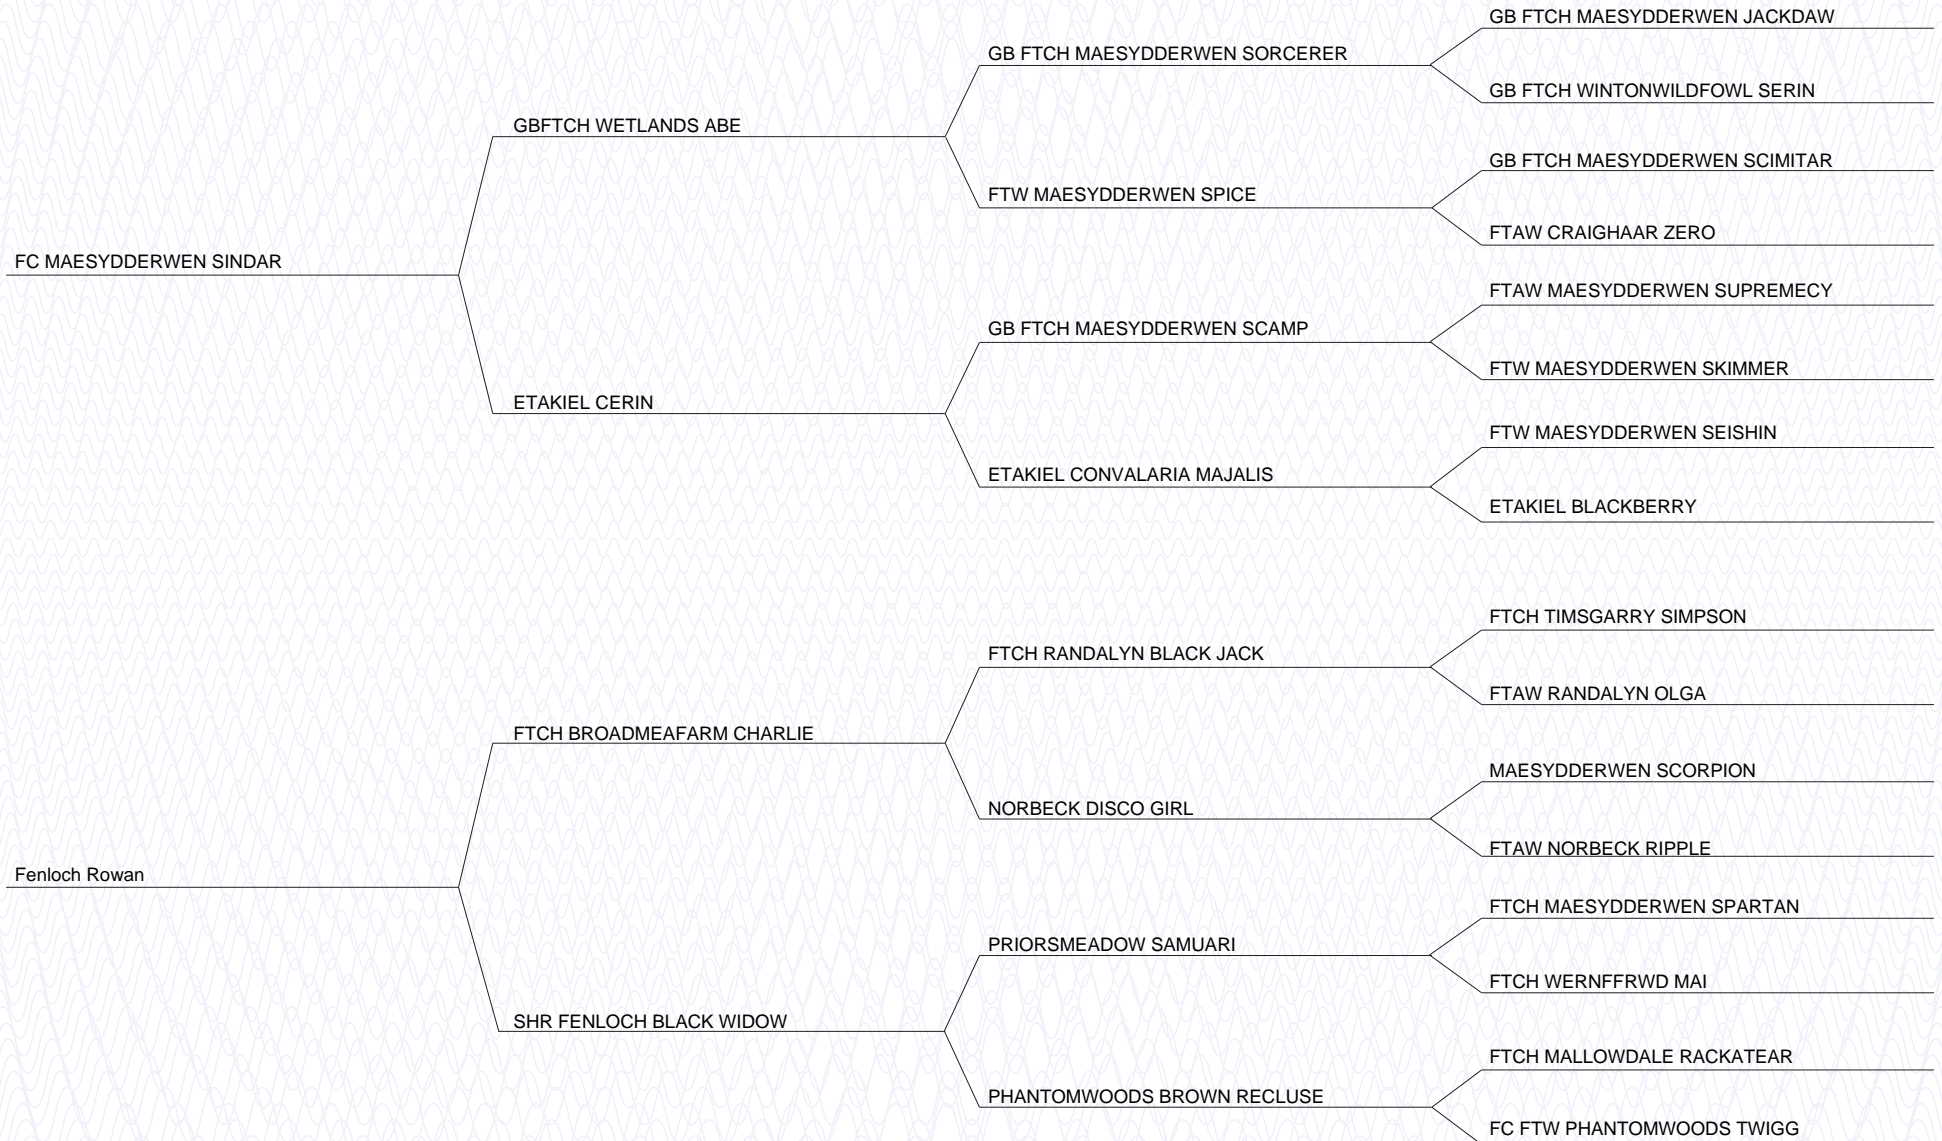 GB FTCH MAESYDDERWEN JACKDAW
GB FTCH MAESYDDERWEN SORCERER
GB FTCH WINTONWILDFOWL SERIN
GBFTCH WETLANDS ABE
GB FTCH MAESYDDERWEN SCIMITAR
FTW MAESYDDERWEN SPICE
FTAW CRAIGHAAR ZERO
FC MAESYDDERWEN SINDAR
FTAW MAESYDDERWEN SUPREMECY
GB FTCH MAESYDDERWEN SCAMP
FTW MAESYDDERWEN SKIMMER
ETAKIEL CERIN
FTW MAESYDDERWEN SEISHIN
ETAKIEL CONVALARIA MAJALIS
ETAKIEL BLACKBERRY
FTCH TIMSGARRY SIMPSON
FTCH RANDALYN BLACK JACK
FTAW RANDALYN OLGA
FTCH BROADMEAFARM CHARLIE
MAESYDDERWEN SCORPION
NORBECK DISCO GIRL
FTAW NORBECK RIPPLE
Fenloch Rowan
FTCH MAESYDDERWEN SPARTAN
PRIORSMEADOW SAMUARI
FTCH WERNFFRWD MAI
SHR FENLOCH BLACK WIDOW
FTCH MALLOWDALE RACKATEAR
PHANTOMWOODS BROWN RECLUSE
FC FTW PHANTOMWOODS TWIGG